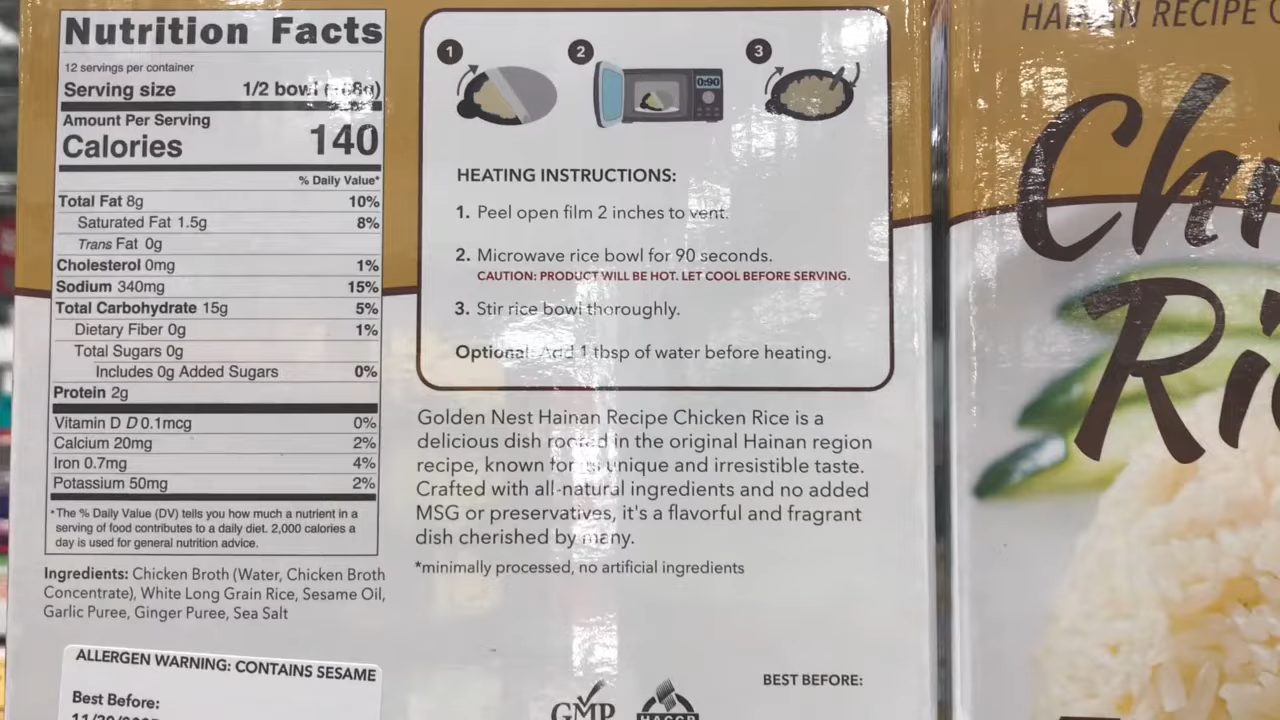 Nutrition Facts
12 servings per container
Serving size 1/2 bowl
Amount Per Serving
Calories 140
% Daily Value*
Total Fat 8g 10%
Saturated Fat 1.5g 8%
Trans Fat 0g
Cholesterol 0mg 1%
Sodium 340mg 15%
Total Carbohydrate 15g 5%
Dietary Fiber 0g 1%
Total Sugars 0g
Includes 0g Added Sugars 0%
Protein 2g
Vitamin D D 0.1mcg 0%
Calcium 20mg 2%
Iron 0.7mg 4%
Potassium 50mg 2%
*The % Daily Value (DV) tells you how much a nutrient in a
serving of food contributes to a daily diet. 2,000 calories a
day is used for general nutrition advice.
Ingredients: Chicken Broth (Water, Chicken Broth
Concentrate), White Long Grain Rice, Sesame Oil,
Garlic Puree, Ginger Puree, Sea Salt
ALLERGEN WARNING: CONTAINS SESAME
Best Before:
1 2 3
0:90
HEATING INSTRUCTIONS:
1. Peel open film 2 inches to vent.
2. Microwave rice bowl for 90 seconds.
CAUTION: PRODUCT WILL BE HOT. LET COOL BEFORE SERVING.
3. Stir rice bowl thoroughly.
Optional: Add 1 tbsp of water before heating.
Golden Nest Hainan Recipe Chicken Rice is a
delicious dish rooted in the original Hainan region
recipe, known for its unique and irresistible taste.
Crafted with all-natural ingredients and no added
MSG or preservatives, it's a flavorful and fragrant
dish cherished by many.
*minimally processed, no artificial ingredients
BEST BEFORE:
GMP
HACCP
HAINAN RECIPE
Chi
Ric